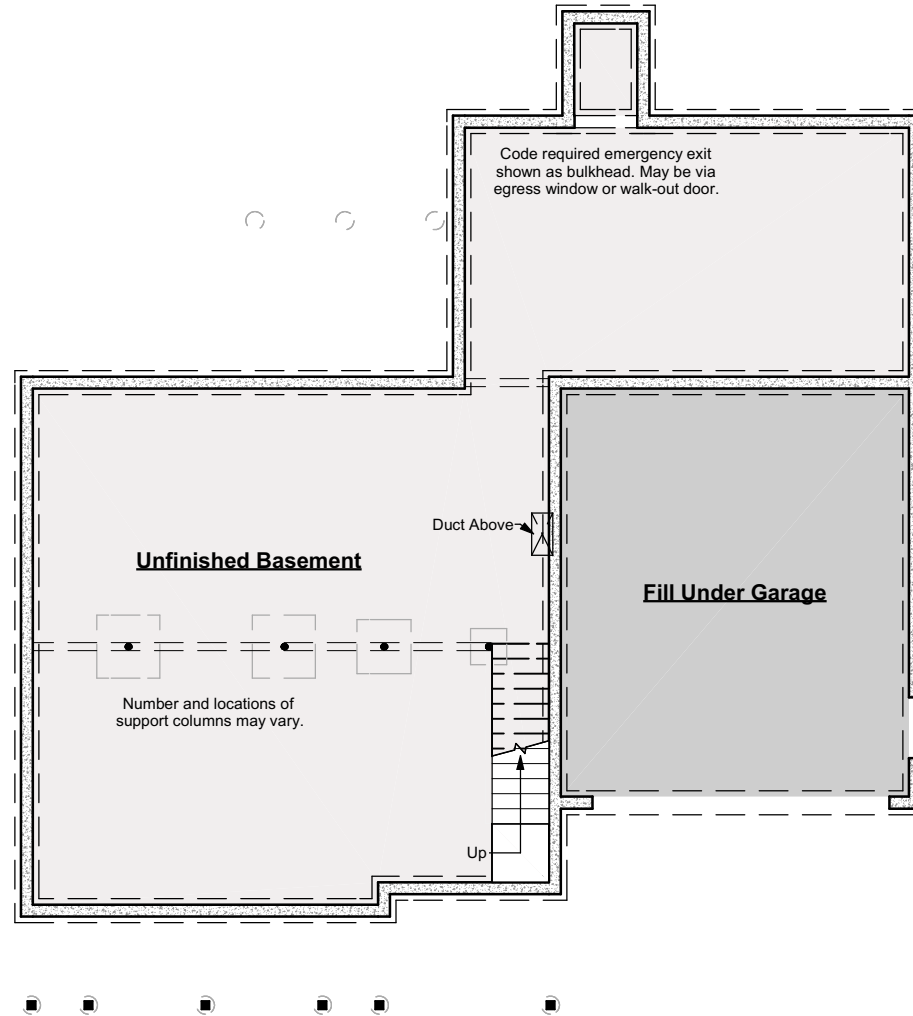 Code required emergency exit
shown as bulkhead. May be via
egress window or walk-out door.
Duct Above
Unfinished Basement
Fill Under Garage
Number and locations of
support columns may vary.
Up